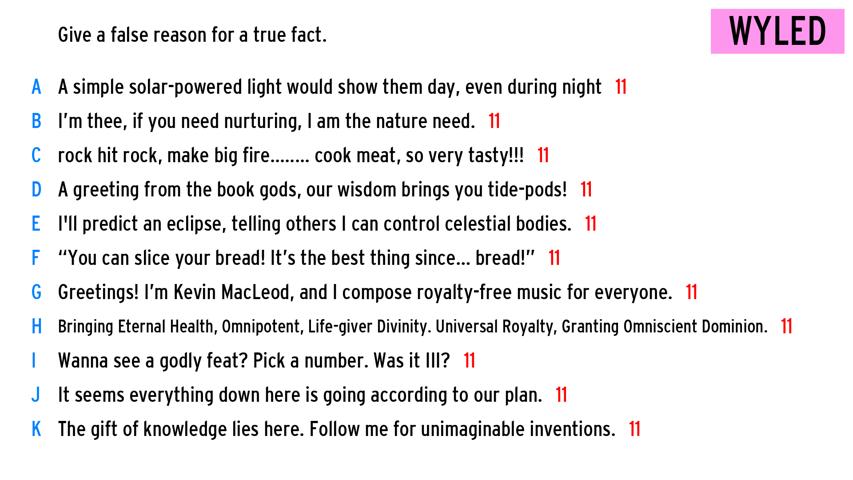 Give a false reason for a true fact.
WYLED
A A simple solar-powered light would show them day, even during night 11
B I'm thee, if you need nurturing, I am the nature need. 11
C rock hit rock, make big fire........ cook meat, so very tasty!!! 11
D A greeting from the book gods, our wisdom brings you tide-pods! 11
E I'll predict an eclipse, telling others I can control celestial bodies. 11
F “You can slice your bread! It’s the best thing since... bread!” 11
G Greetings! I’m Kevin MacLeod, and I compose royalty-free music for everyone. 11
H Bringing Eternal Health, Omnipotent, Life-giver Divinity. Universal Royalty, Granting Omniscient Dominion. 11
I Wanna see a godly feat? Pick a number. Was it III? 11
J It seems everything down here is going according to our plan. 11
K The gift of knowledge lies here. Follow me for unimaginable inventions. 11